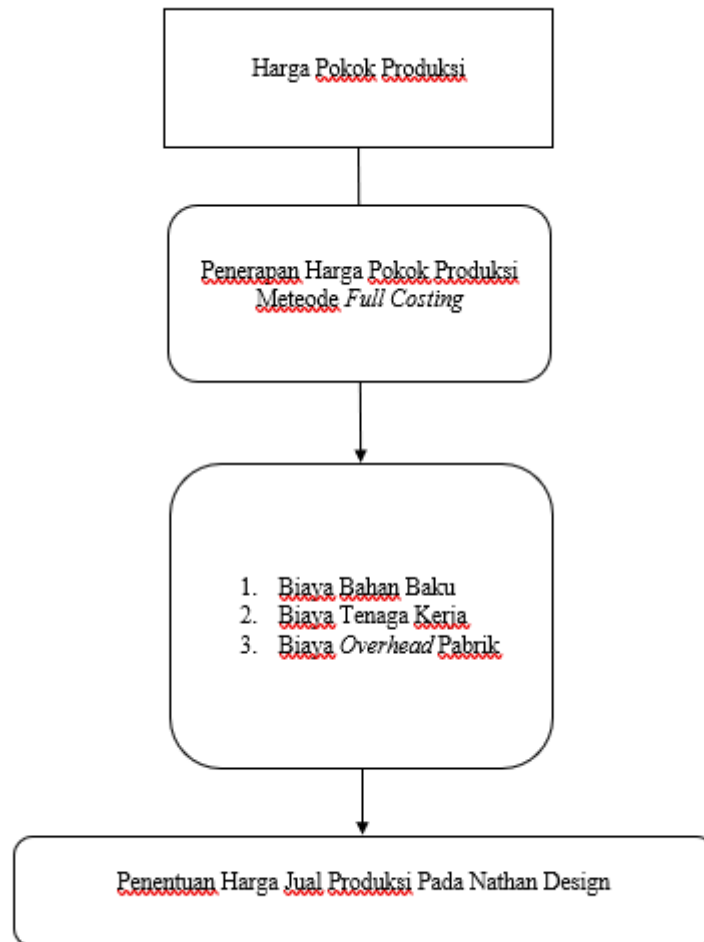 Harga Pokok Produksi
Penerapan Harga Pokok Produksi
Meteode Full Costing
1. Biaya Bahan Baku
2. Biaya Tenaga Kerja
3. Biaya Overhead Pabrik
Penentuan Harga Jual Produksi Pada Nathan Design